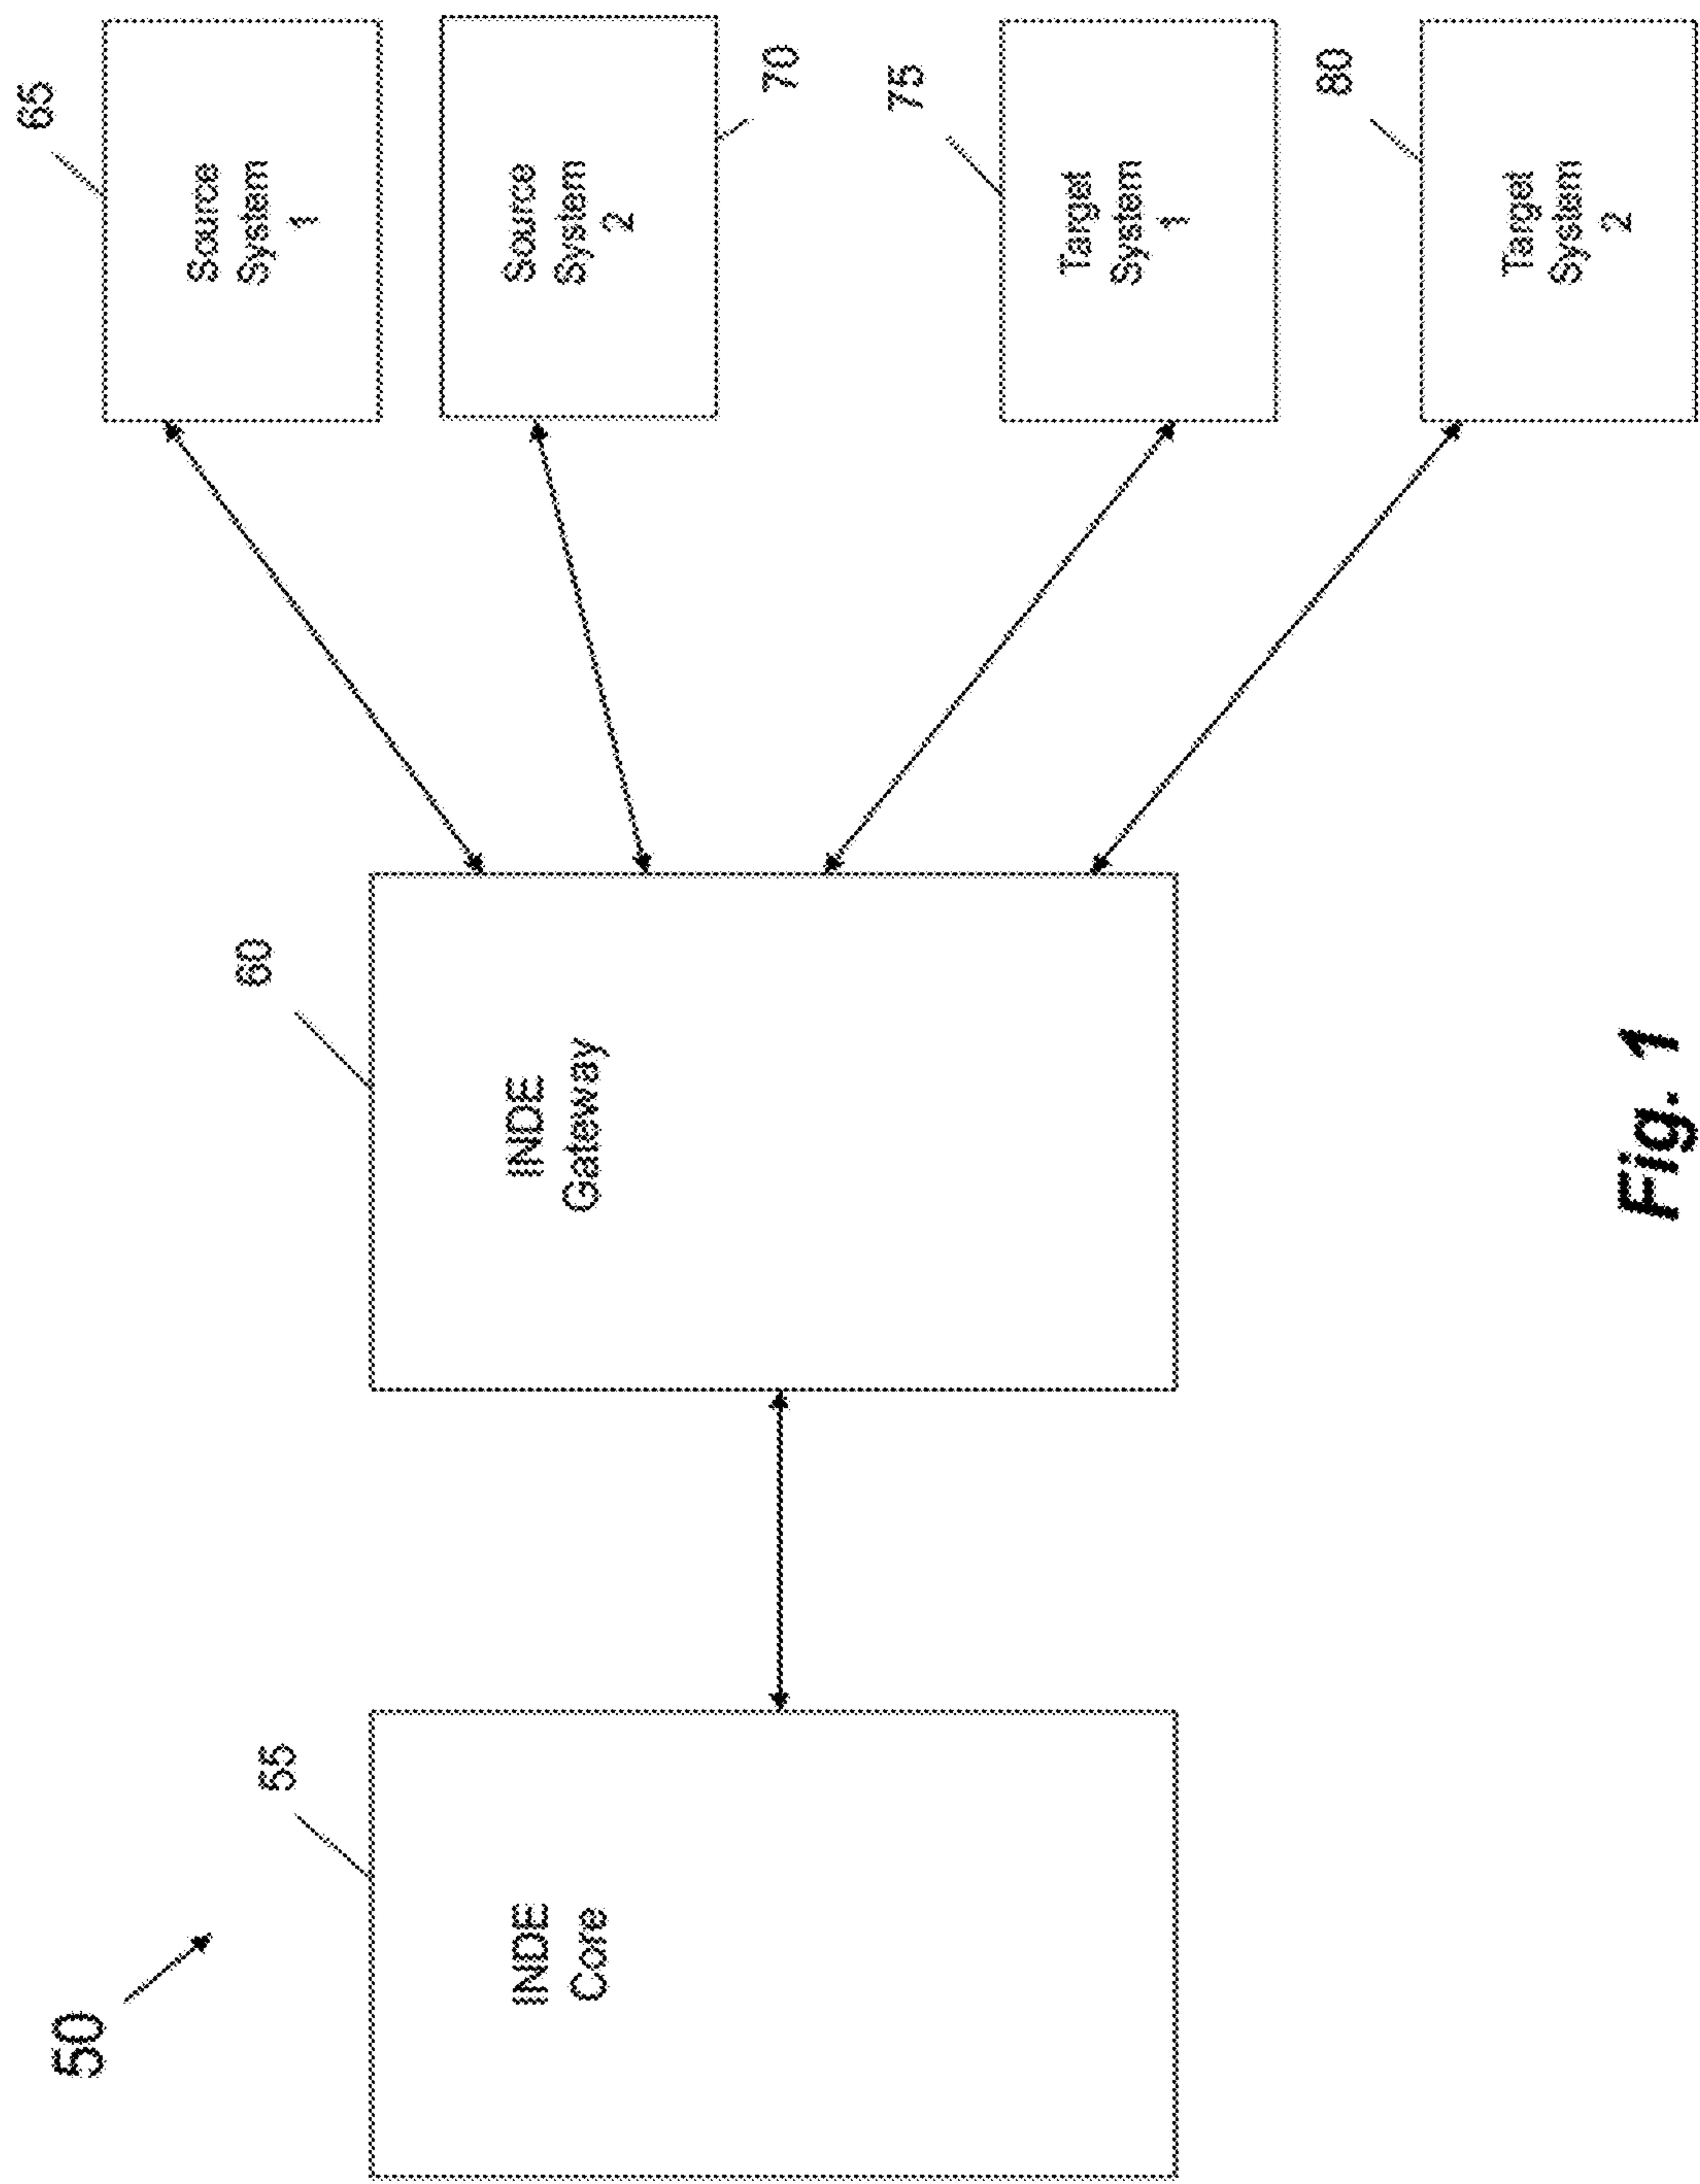 50
55
INDE
Core
60
INDE
Gateway
65
Source
System
1
70
Source
System
2
75
Target
System
1
80
Target
System
2
Fig. 1